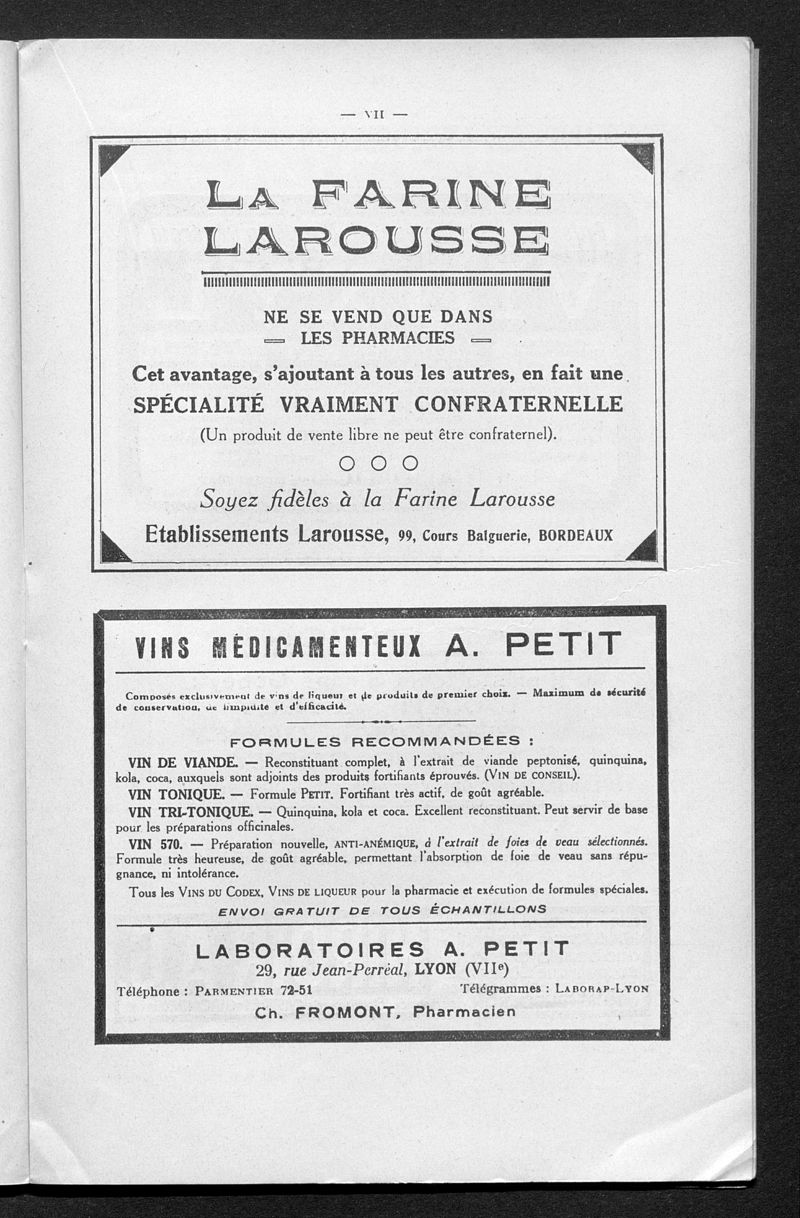 — VII —
LA FARINE
LAROUSSE
NE SE VEND QUE DANS
LES PHARMACIES
Cet avantage, s'ajoutant à tous les autres, en fait une
SPÉCIALITÉ VRAIMENT CONFRATERNELLE
(Un produit de vente libre ne peut être confraternel).
Soyez fidèles à la Farine Larousse
Etablissements Larousse, 99, Cours Balguerie, BORDEAUX
VINS MÉDICAMENTEUX A. PETIT
Composés exclusivement de vins de liqueur et de produits de premier choix. — Maximum de sécurité
de conservation, de limpidité et d'efficacité.
FORMULES RECOMMANDÉES :
VIN DE VIANDE. — Reconstituant complet, à l'extrait de viande peptonisé, quinquina,
kola, coca, auxquels sont adjoints des produits fortifiants éprouvés. (VIN DE CONSEIL).
VIN TONIQUE. — Formule PETIT. Fortifiant très actif, de goût agréable.
VIN TRI-TONIQUE. — Quinquina, kola et coca. Excellent reconstituant. Peut servir de base
pour les préparations officinales.
VIN 570. — Préparation nouvelle, ANTI-ANÉMIQUE, à l'extrait de foies de veau sélectionnés.
Formule très heureuse, de goût agréable, permettant l'absorption de foie de veau sans répu-
gnance, ni intolérance.
Tous les VINS DU CODEX, VINS DE LIQUEUR pour la pharmacie et exécution de formules spéciales.
ENVOI GRATUIT DE TOUS ÉCHANTILLONS
LABORATOIRES A. PETIT
29, rue Jean-Perréal, LYON (VIIe)
Téléphone : PARMENTIER 72-51 Télégrammes : LABORAP-LYON
Ch. FROMONT, Pharmacien